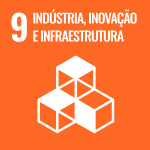 9 INDÚSTRIA, INOVAÇÃO
E INFRAESTRUTURA